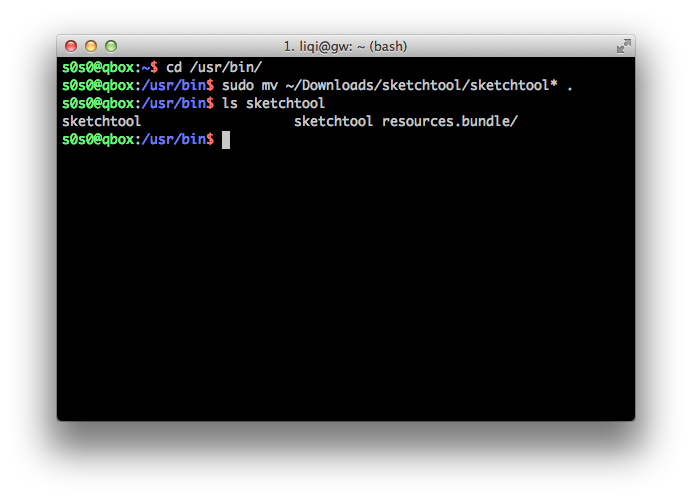 1. liqi@gw: ~ (bash)
s0s0@qbox:~$ cd /usr/bin/
s0s0@qbox:/usr/bin$ sudo mv ~/Downloads/sketchtool/sketchtool* .
s0s0@qbox:/usr/bin$ ls sketchtool
sketchtool                   sketchtool resources.bundle/
s0s0@qbox:/usr/bin$